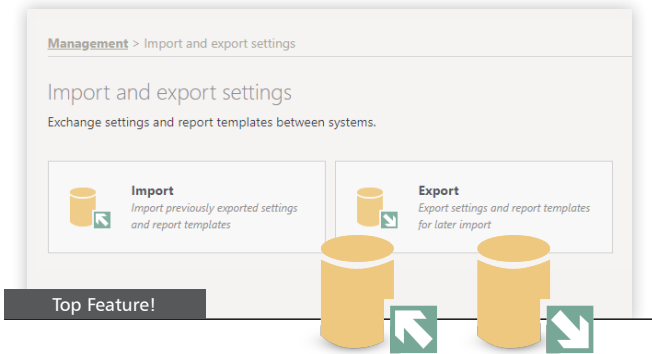 Management > Import and export settings
Import and export settings
Exchange settings and report templates between systems.
Import
Import previously exported settings
and report templates
Export
Export settings and report templates
for later import
Top Feature!